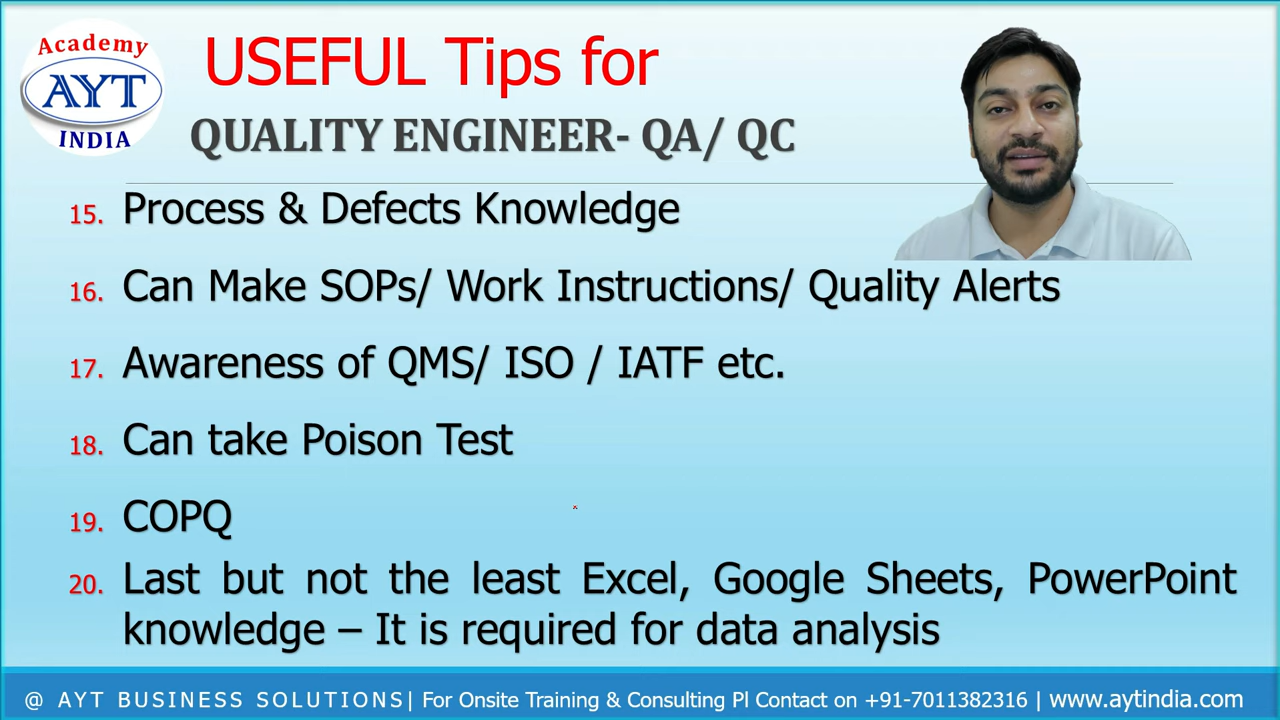 Academy
AYT
INDIA
USEFUL Tips for
QUALITY ENGINEER- QA/ QC
15. Process & Defects Knowledge
16. Can Make SOPs/ Work Instructions/ Quality Alerts
17. Awareness of QMS/ ISO / IATF etc.
18. Can take Poison Test
19. COPQ
20. Last but not the least Excel, Google Sheets, PowerPoint
knowledge – It is required for data analysis
@ AYT BUSINESS SOLUTIONS| For Onsite Training & Consulting Pl Contact on +91-7011382316 | www.aytindia.com